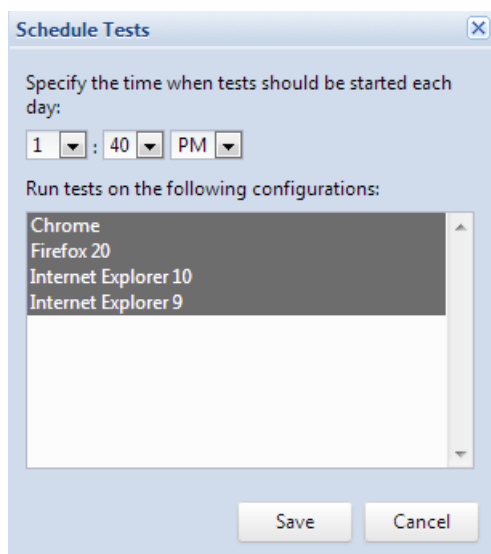 Schedule Tests
Specify the time when tests should be started each
day:
1 : 40 PM
Run tests on the following configurations:
Chrome
Firefox 20
Internet Explorer 10
Internet Explorer 9
Save Cancel